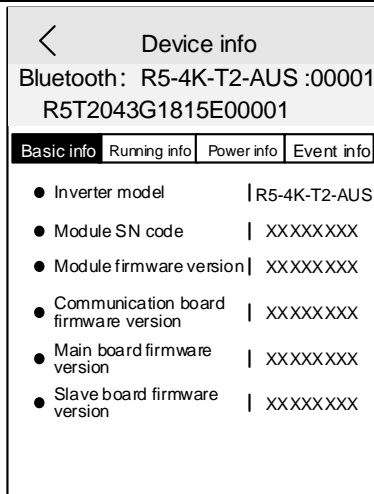 Device info
Bluetooth： R5-4K-T2-AUS :00001
R5T2043G1815E00001
Basic info Running info Power info Event info
Inverter model R5-4K-T2-AUS
Module SN code XXXXXXXX
Module firmware version XXXXXXXX
Communication board
firmware version XXXXXXXX
Main board firmware
version XXXXXXXX
Slave board firmware
version XXXXXXXX